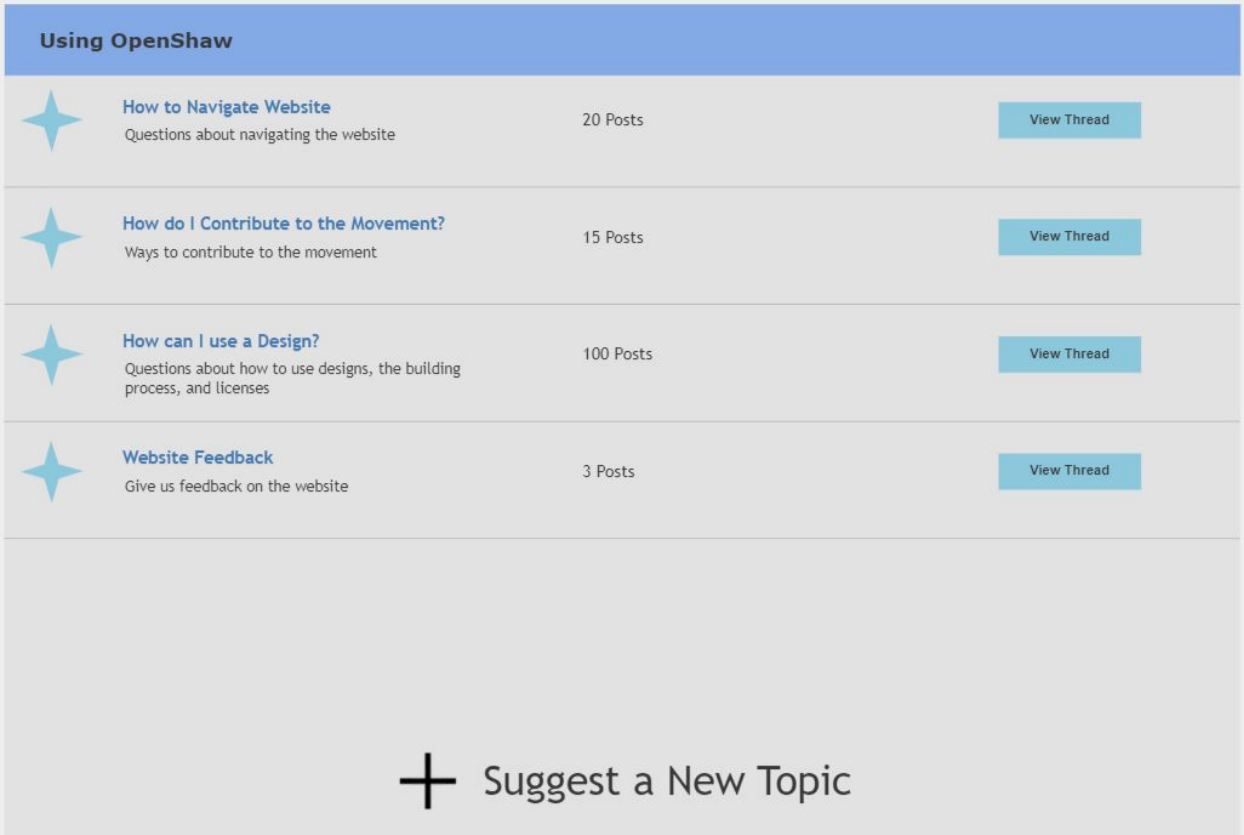 Using OpenShaw
How to Navigate Website
Questions about navigating the website
20 Posts
View Thread
How do I Contribute to the Movement?
Ways to contribute to the movement
15 Posts
View Thread
How can I use a Design?
Questions about how to use designs, the building
process, and licenses
100 Posts
View Thread
Website Feedback
Give us feedback on the website
3 Posts
View Thread
Suggest a New Topic